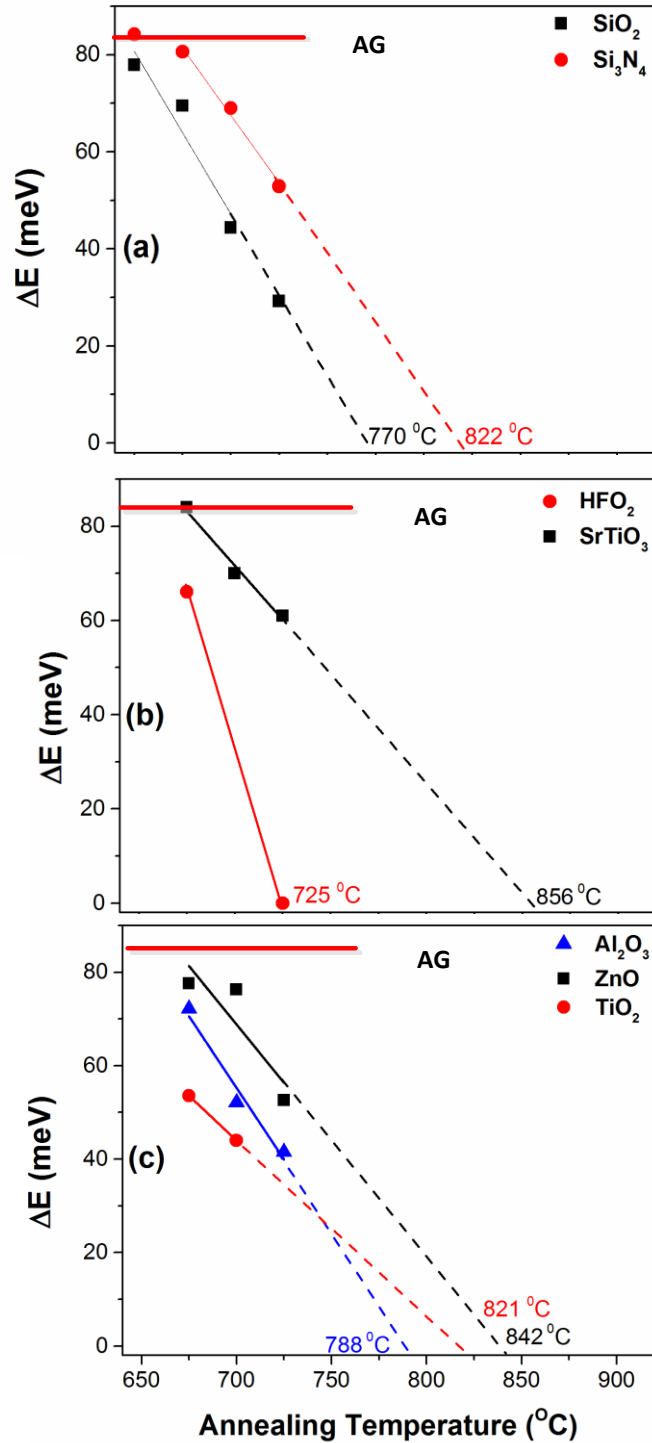 AG
SiO₂
Si₃N₄
80
60
40
20
0
ΔE (meV)
(a)
770 ⁰C
822 ⁰C
AG
HFO₂
SrTiO₃
80
60
40
20
0
ΔE (meV)
(b)
725 ⁰C
856 ⁰C
AG
Al₂O₃
ZnO
TiO₂
80
60
40
20
0
ΔE (meV)
(c)
821 ⁰C
788 ⁰C
842 ⁰C
650 700 750 800 850 900
Annealing Temperature (ᴼC)